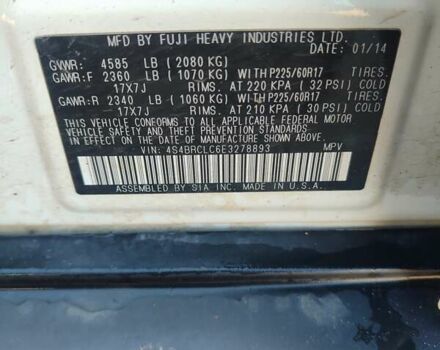 MFD BY FUJI HEAVY INDUSTRIES LTD.
DATE: 01/14
GVWR: 4585 LB (2080 KG)
GAWR:F 2360 LB (1070 KG) WITH P225/60R17 TIRES.
17X7J RIMS. AT 220 KPA (32 PSI) COLD
GAWR:R 2340 LB (1060 KG) WITH P225/60R17 TIRES.
17X7J RIMS. AT 210 KPA (30 PSI) COLD
THIS VEHICLE CONFORMS TO ALL APPLICABLE FEDERAL MOTOR
VEHICLE SAFETY, BUMPER, AND THEFT PREVENTION STANDARDS
IN EFFECT ON THE DATE OF MANUFACTURE SHOWN ABOVE.
VIN: 4S4BRCLC6E3278893 MPV
ASSEMBLED BY SIA INC. MADE IN U.S.A.